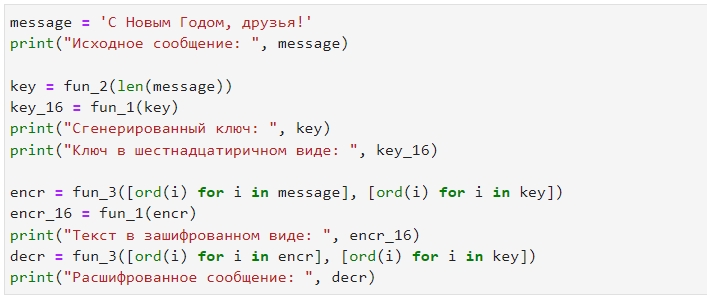 message = 'С Новым Годом, друзья!'
print("Исходное сообщение: ", message)

key = fun_2(len(message))
key_16 = fun_1(key)
print("Сгенерированный ключ: ", key)
print("Ключ в шестнадцатиричном виде: ", key_16)

encr = fun_3([ord(i) for i in message], [ord(i) for i in key])
encr_16 = fun_1(encr)
print("Текст в зашифрованном виде: ", encr_16)
decr = fun_3([ord(i) for i in encr], [ord(i) for i in key])
print("Расшифрованное сообщение: ", decr)